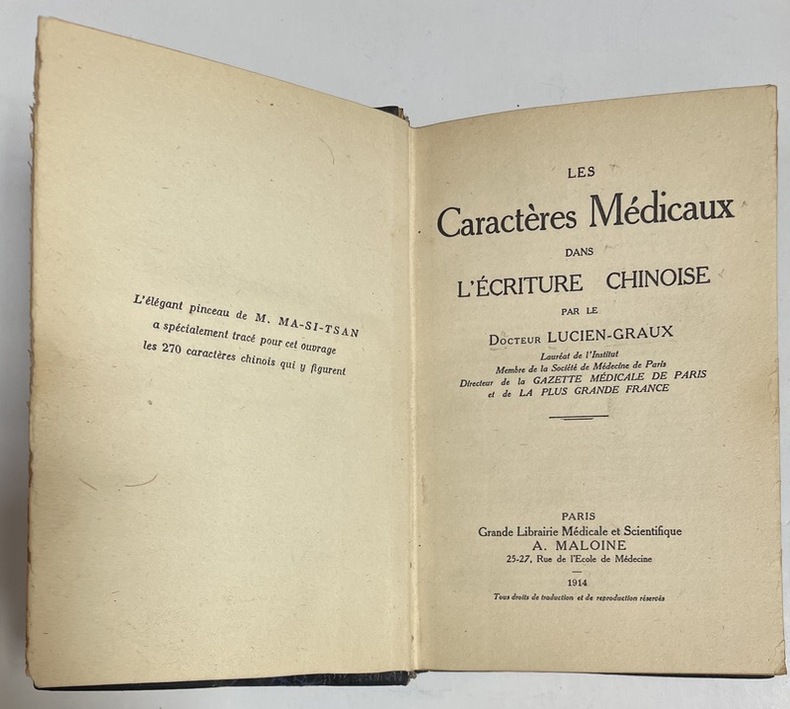 L'élégant pinceau de M. MA-SI-TSAN
a spécialement tracé pour cet ouvrage
les 270 caractères chinois qui y figurent
LES
Caractères Médicaux
DANS
L'ÉCRITURE CHINOISE
PAR LE
DOCTEUR LUCIEN-GRAUX
Lauréat de l'Institut
Membre de la Société de Médecine de Paris
Directeur de la GAZETTE MÉDICALE DE PARIS
et de LA PLUS GRANDE FRANCE
PARIS
Grande Librairie Médicale et Scientifique
A. MALOINE
25-27, Rue de l'Ecole de Médecine
1914
Tous droits de traduction et de reproduction réservés